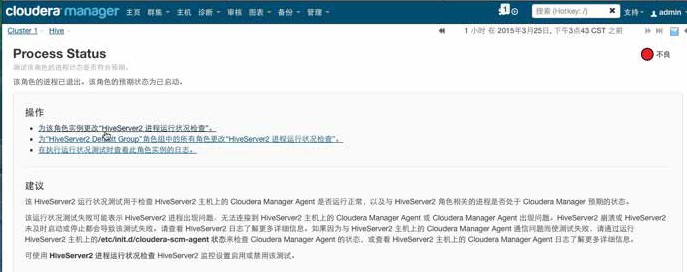 cloudera manager 主页 群集 主机 诊断 审核 图表 备份 管理 1 搜索 (Hotkey: /) 支持 admin
Cluster 1 Hive 1 小时 在 2015年3月25日, 下午3点43 CST 之前
Process Status 不良
测试该角色的进程状态是否符合预期。
该角色的进程已退出。该角色的预期状态为已启动。
操作
为该角色实例更改“HiveServer2 进程运行状况检查”。
为“HiveServer2 Default Group”角色组中的所有角色更改“HiveServer2 进程运行状况检查”。
在执行运行状况测试时查看此角色实例的日志。
建议
该 HiveServer2 运行状况测试用于检查 HiveServer2 主机上的 Cloudera Manager Agent 是否运行正常，以及与 HiveServer2 角色相关的进程是否处于 Cloudera Manager 预期的状态。
该运行状况测试失败可能表示 HiveServer2 进程出现问题，无法连接到 HiveServer2 主机上的 Cloudera Manager Agent 或 Cloudera Manager Agent 出现问题。HiveServer2 崩溃或 HiveServer2
未及时启动或停止都会导致该测试失败。请查看 HiveServer2 日志了解更多详细信息。如果因为与 HiveServer2 主机上的 Cloudera Manager Agent 通信问题而使测试失败，请通过运行
HiveServer2 主机上的/etc/init.d/cloudera-scm-agent 状态来检查 Cloudera Manager Agent 的状态，或查看 HiveServer2 主机上的 Cloudera Manager Agent 日志了解更多详细信息。
可使用 HiveServer2 进程运行状况检查 HiveServer2 监控设置启用或禁用该测试。